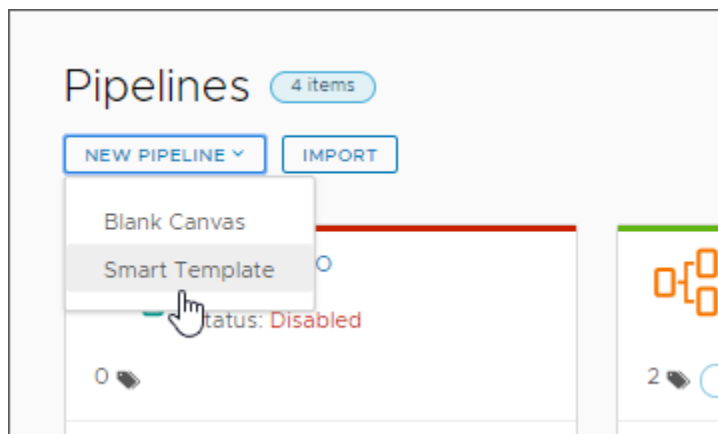 Pipelines 4 items
NEW PIPELINE IMPORT
Blank Canvas
Smart Template
O
Status: Disabled
0
2